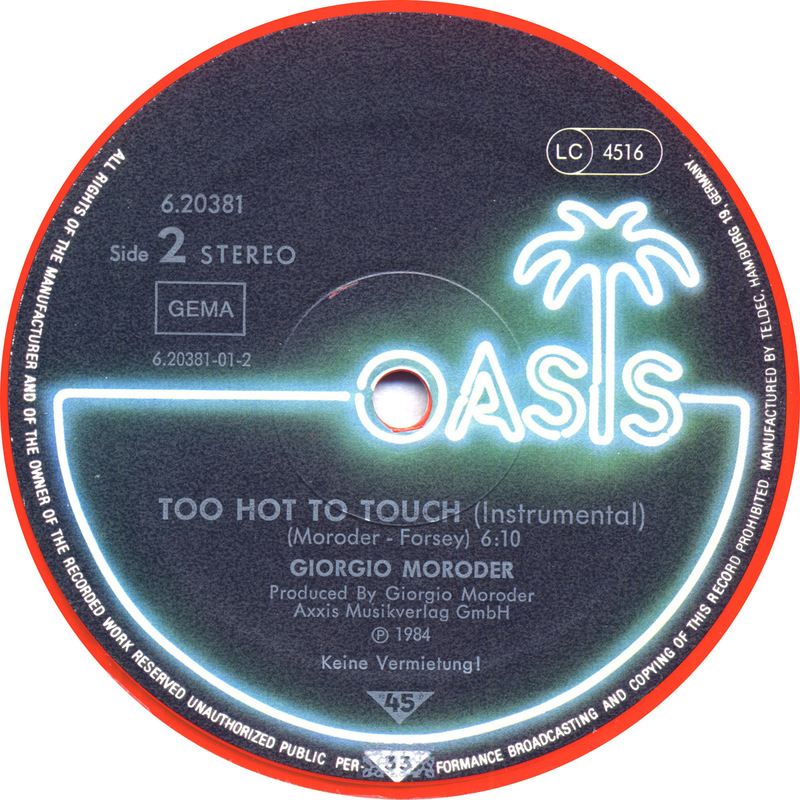 LC 4516
6.20381
Side 2 STEREO
GEMA
6.20381-01-2
OASIS
TOO HOT TO TOUCH (Instrumental)
(Moroder - Forsey) 6:10
GIORGIO MORODER
Produced By Giorgio Moroder
Axxis Musikverlag GmbH
℗ 1984
Keine Vermietung!
45
33
ALL RIGHTS OF THE MANUFACTURER AND OF THE OWNER OF THE RECORDED WORK RESERVED UNAUTHORIZED PUBLIC PER-FORMANCE BROADCASTING AND COPYING OF THIS RECORD PROHIBITED. MANUFACTURED BY TELDEC, HAMBURG 19, GERMANY